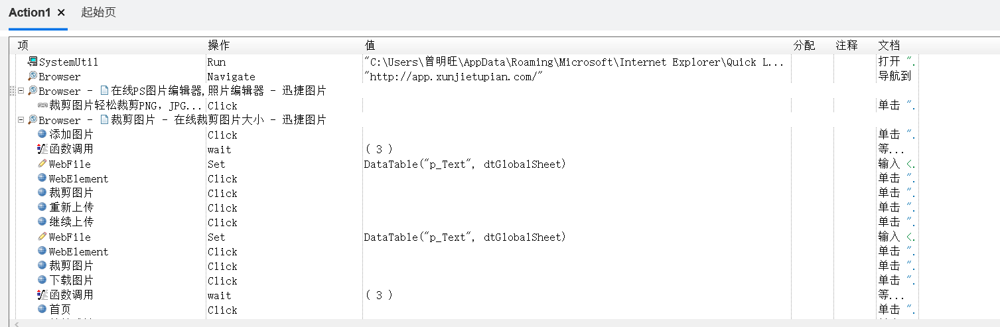 Action1 × 起始页
项 操作 值 分配 注释 文档
SystemUtil Run "C:\Users\曾明旺\AppData\Roaming\Microsoft\Internet Explorer\Quick L... 打开 ".
Browser Navigate "http://app.xunjietupian.com/" 导航到
Browser - 在线PS图片编辑器,照片编辑器 - 迅捷图片
裁剪图片轻松裁剪PNG, JPG... Click 单击 ".
Browser - 裁剪图片 - 在线裁剪图片大小 - 迅捷图片
添加图片 Click 单击 ".
函数调用 wait ( 3 ) 等...
WebFile Set DataTable("p_Text", dtGlobalSheet) 输入 <.
WebElement Click 单击 ".
裁剪图片 Click 单击 ".
重新上传 Click 单击 ".
继续上传 Click 单击 ".
WebFile Set DataTable("p_Text", dtGlobalSheet) 输入 <.
WebElement Click 单击 ".
裁剪图片 Click 单击 ".
下载图片 Click 单击 ".
函数调用 wait ( 3 ) 等...
首页 Click 单击 ".